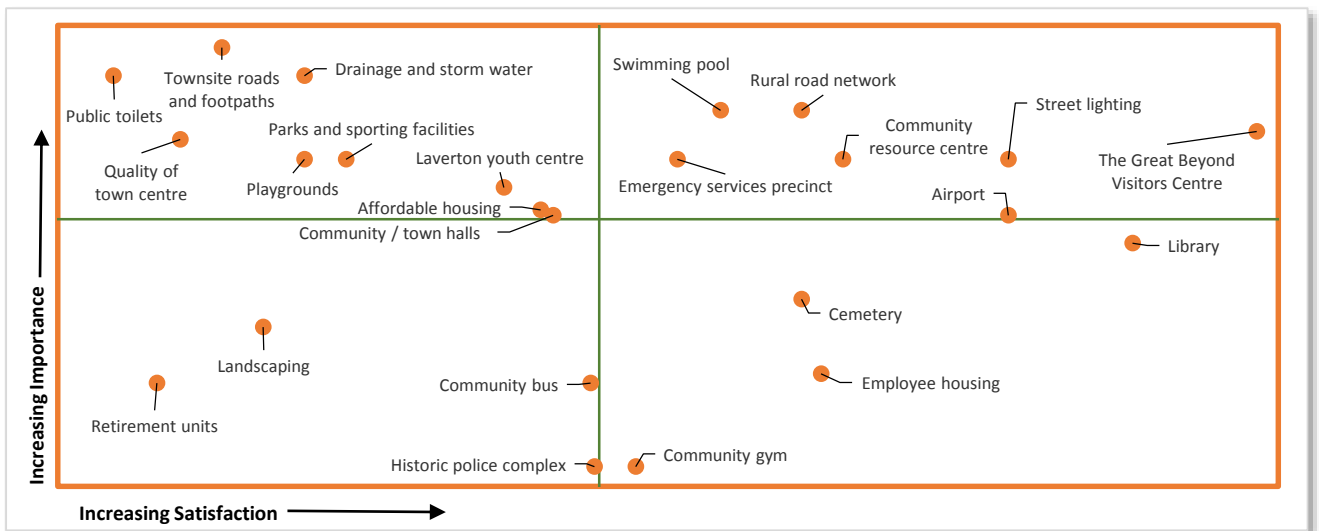 Drainage and storm water
Townsite roads
and footpaths
Public toilets
Quality of
town centre
Parks and sporting facilities
Playgrounds
Laverton youth centre
Affordable housing
Community / town halls
Swimming pool
Rural road network
Street lighting
Community
resource centre
Emergency services precinct
The Great Beyond
Visitors Centre
Airport
Library
Increasing Importance
Landscaping
Retirement units
Community bus
Historic police complex
Cemetery
Employee housing
Community gym
Increasing Satisfaction